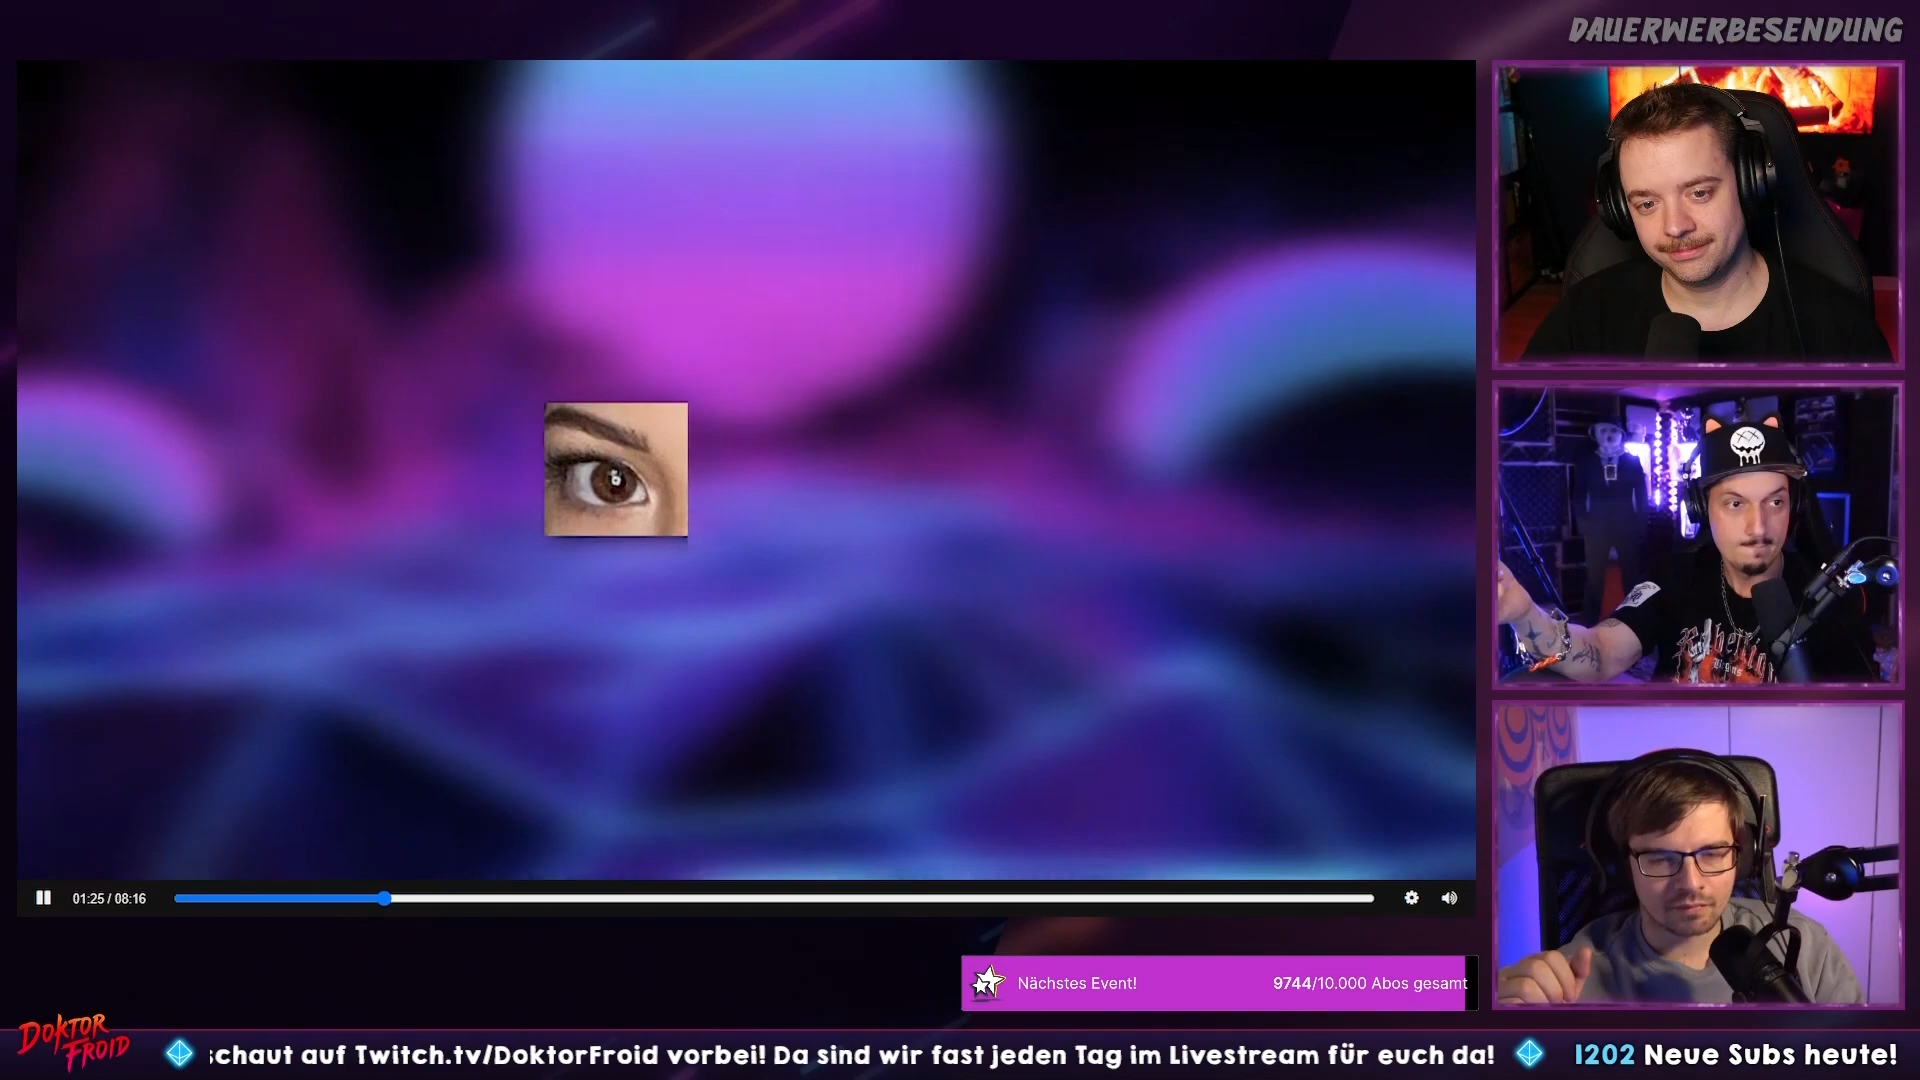 DAUERWERBESENDUNG
01:25 / 08:16
Nächstes Event! 9744/10.000 Abos gesamt
DOKTOR
FROID
schaut auf Twitch.tv/DoktorFroid vorbei! Da sind wir fast jeden Tag im Livestream für euch da! 1202 Neue Subs heute!